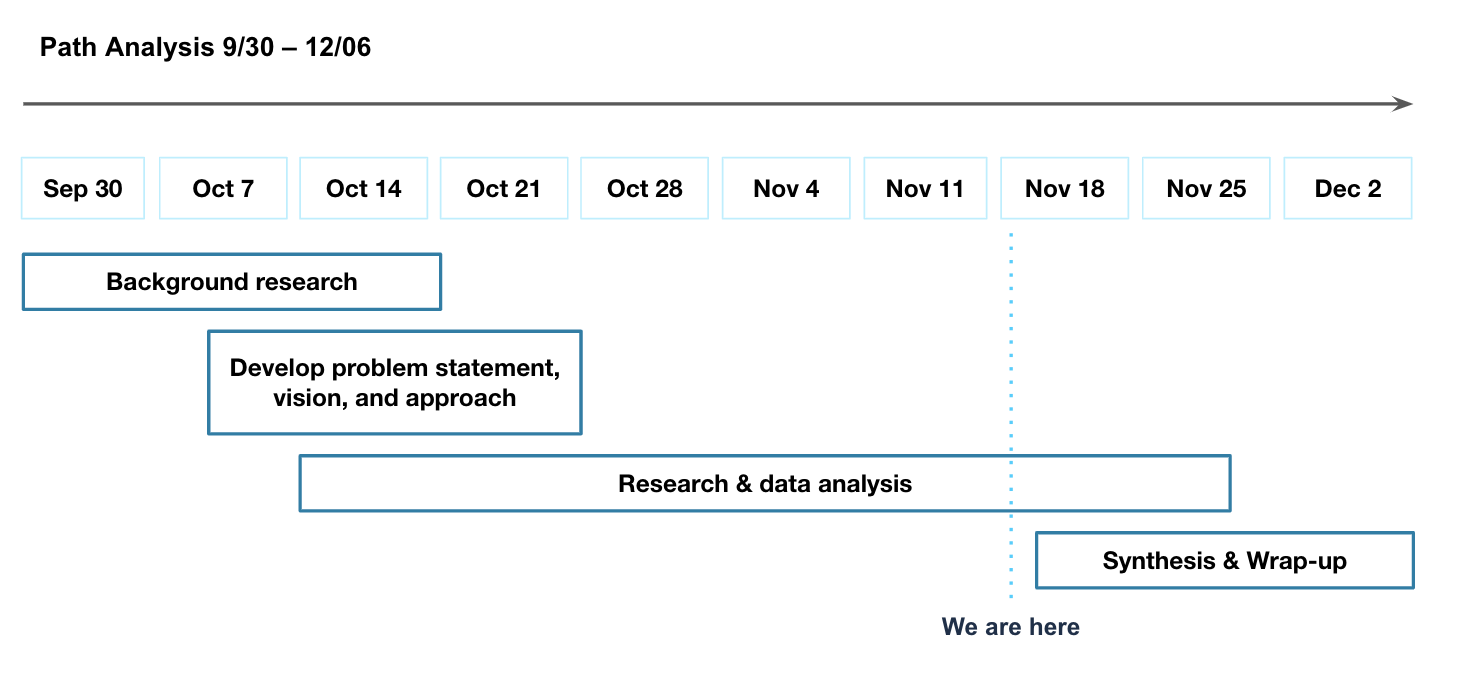 Path Analysis 9/30 – 12/06
Sep 30
Oct 7
Oct 14
Oct 21
Oct 28
Nov 4
Nov 11
Nov 18
Nov 25
Dec 2
Background research
Develop problem statement,
vision, and approach
Research & data analysis
Synthesis & Wrap-up
We are here